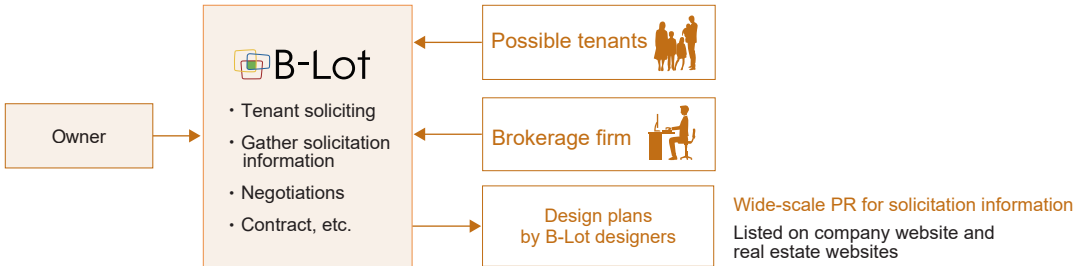 Owner
B-Lot
・Tenant soliciting
・Gather solicitation
information
・Negotiations
・Contract, etc.
Possible tenants
Brokerage firm
Design plans
by B-Lot designers
Wide-scale PR for solicitation information
Listed on company website and
real estate websites